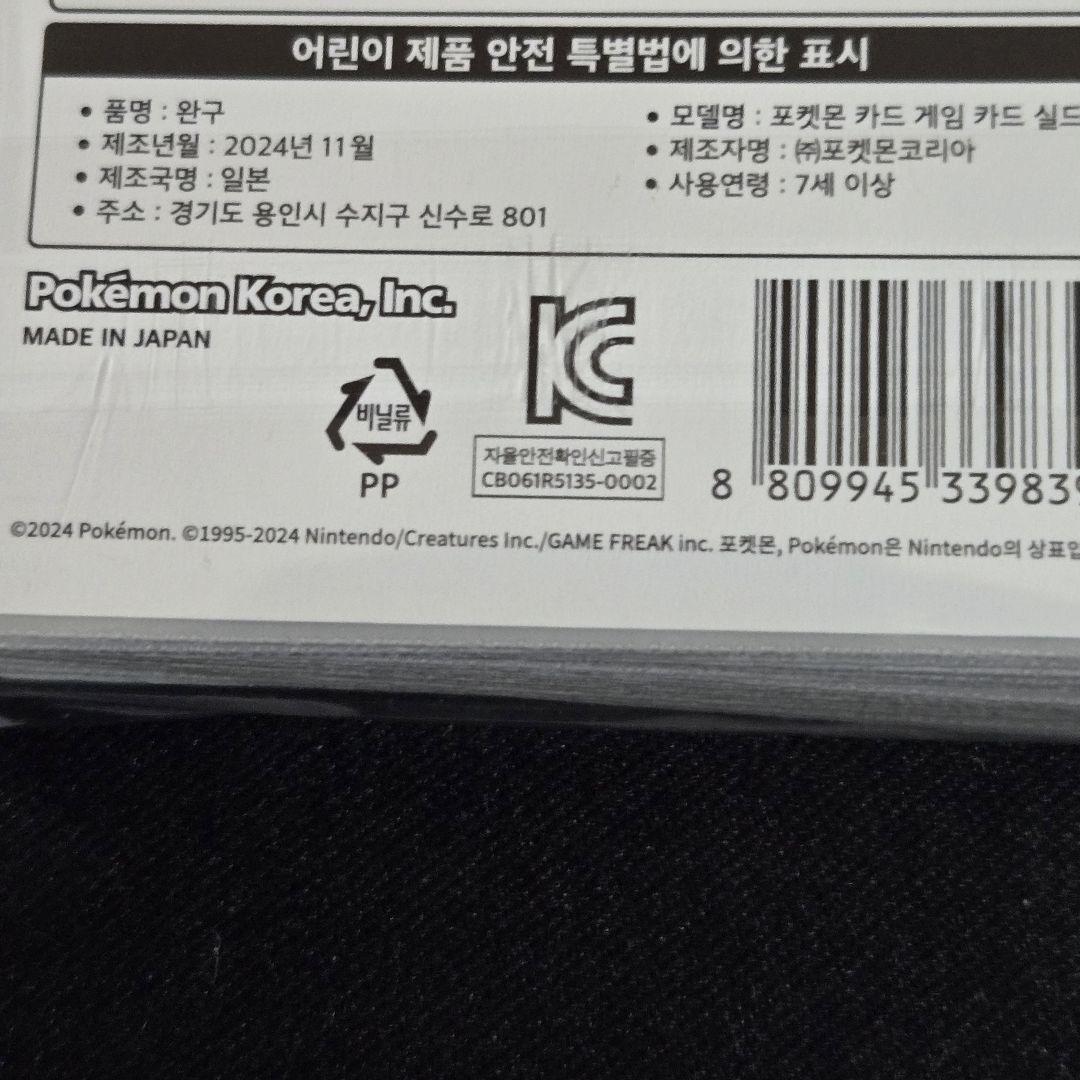 어린이 제품 안전 특별법에 의한 표시
• 품명 : 완구
• 제조년월 : 2024년 11월
• 제조국명 : 일본
• 주소 : 경기도 용인시 수지구 신수로 801
• 모델명 : 포켓몬 카드 게임 카드 실드
• 제조자명 : ㈜포켓몬코리아
• 사용연령 : 7세 이상
Pokémon Korea, Inc.
MADE IN JAPAN
비닐류
PP
KC
자율안전확인신고필증
CB061R5135-0002
8 809945 339839
©2024 Pokémon. ©1995-2024 Nintendo/Creatures Inc./GAME FREAK inc. 포켓몬, Pokémon은 Nintendo의 상표입